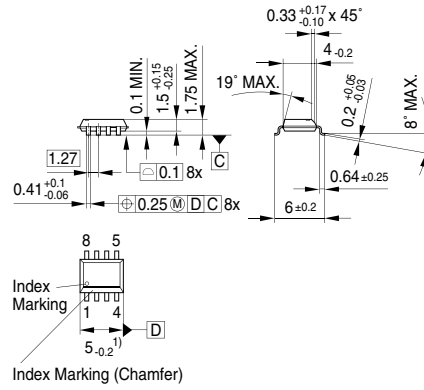 0.33 +0.17 -0.10 x 45˚
4 -0.2
19˚ MAX.
0.1 MIN.
1.5 +0.15 -0.25
1.75 MAX.
0.2 +0.05 -0.03
8˚ MAX.
C
1.27
⌓ 0.1 8x
0.64 ±0.25
0.41 +0.1 -0.06
⌖ 0.25 Ⓜ D C 8x
6 ±0.2
8 5
Index
Marking
1 4
5 -0.2 1)
D
Index Marking (Chamfer)